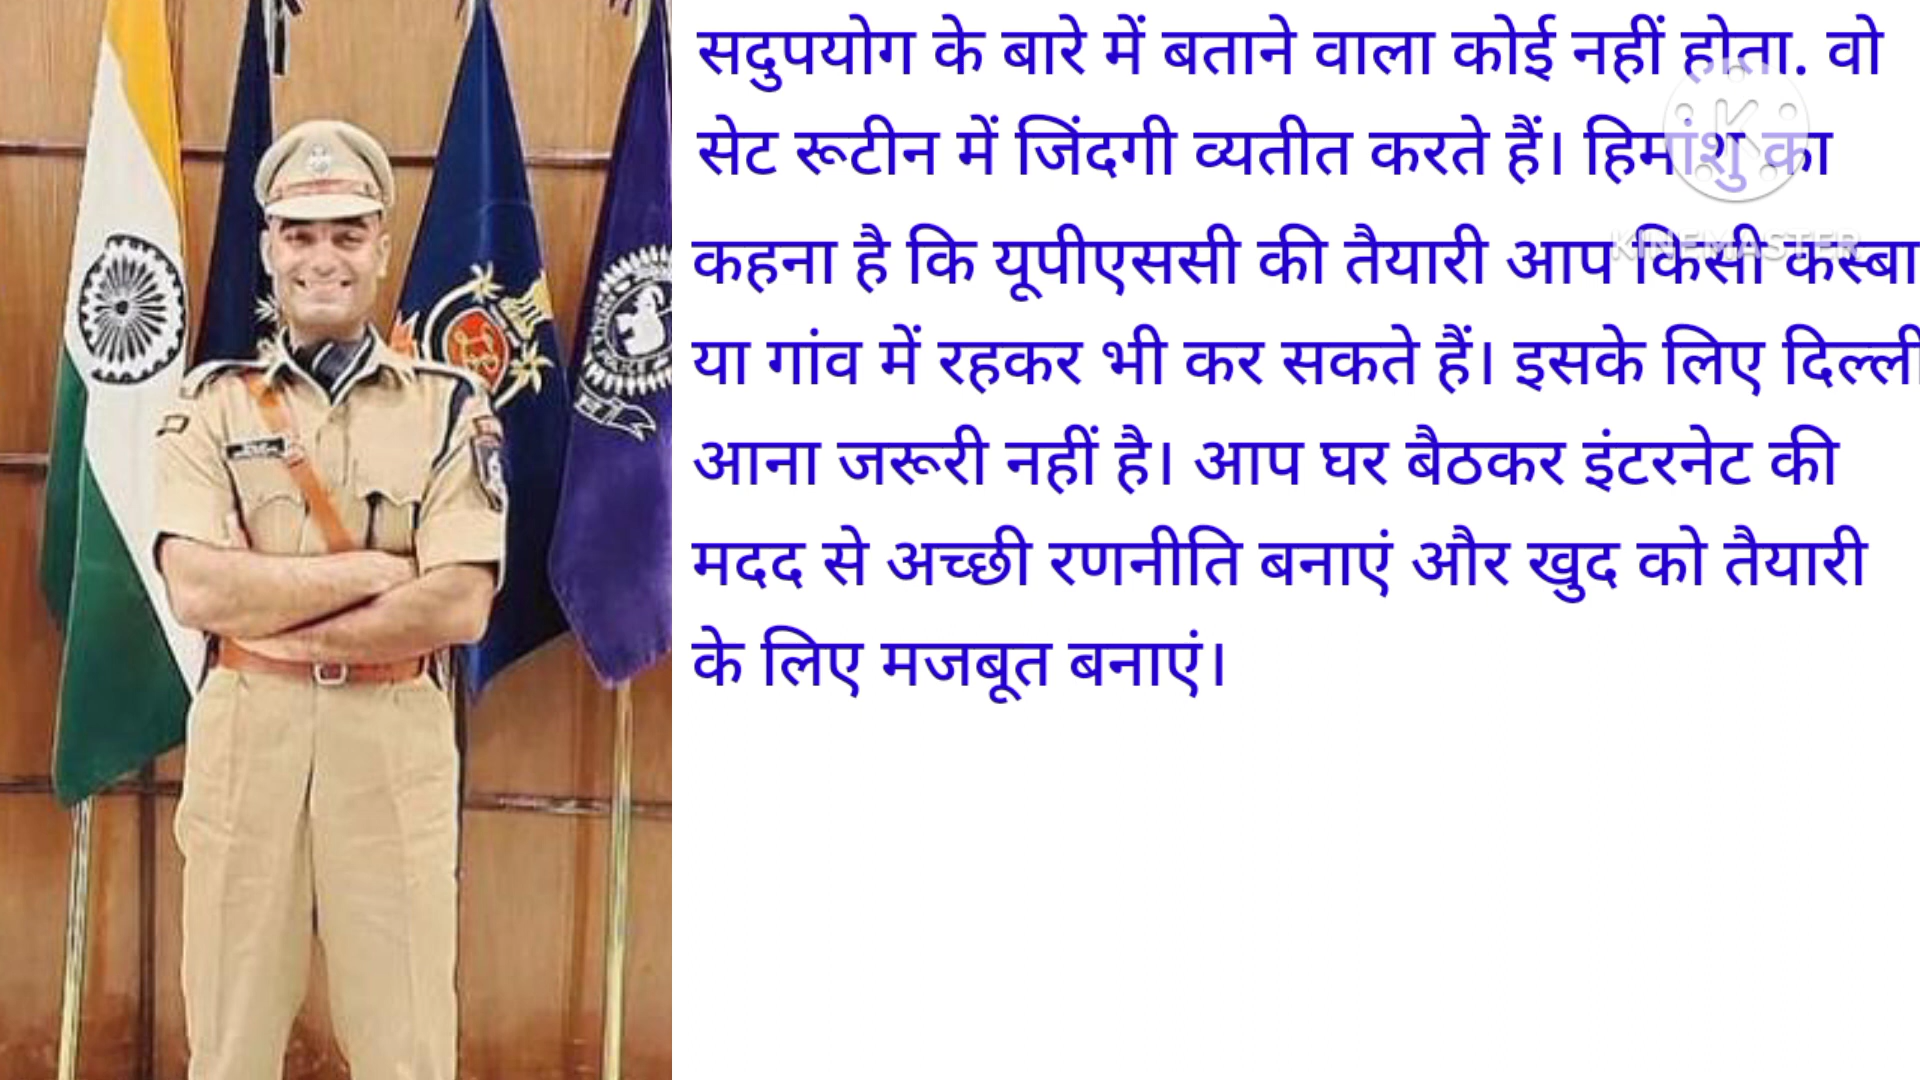 सदुपयोग के बारे में बताने वाला कोई नहीं होता. वो
सेट रूटीन में जिंदगी व्यतीत करते हैं। हिमांशु का
कहना है कि यूपीएससी की तैयारी आप किसी कस्बा
या गांव में रहकर भी कर सकते हैं। इसके लिए दिल्ली
आना जरूरी नहीं है। आप घर बैठकर इंटरनेट की
मदद से अच्छी रणनीति बनाएं और खुद को तैयारी
के लिए मजबूत बनाएं।
K
KINEMASTER